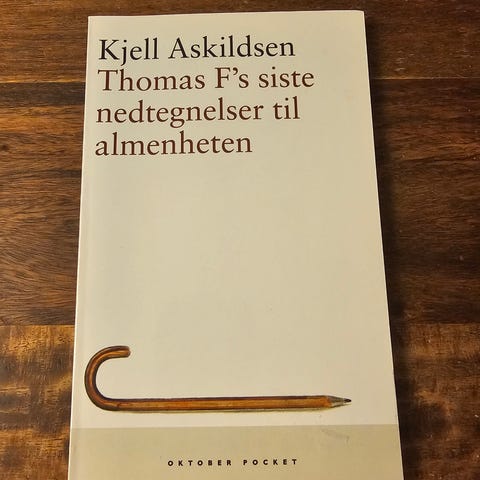 Kjell Askildsen
Thomas F's siste
nedtegnelser til
almenheten
OKTOBER POCKET